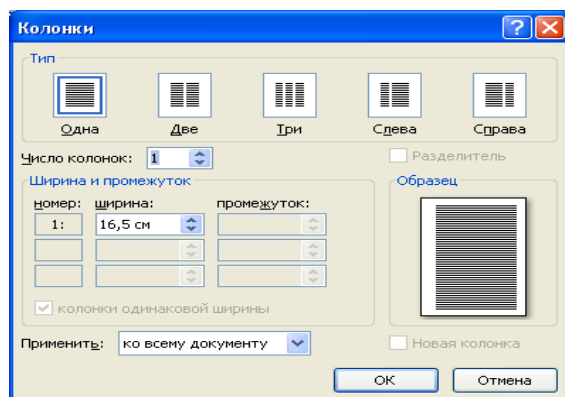 Колонки
Тип
Одна Две Три Слева Справа
Число колонок: 1 Разделитель
Ширина и промежуток Образец
номер: ширина: промежуток:
1: 16,5 см
колонки одинаковой ширины
Применить: ко всему документу Новая колонка
ОК Отмена